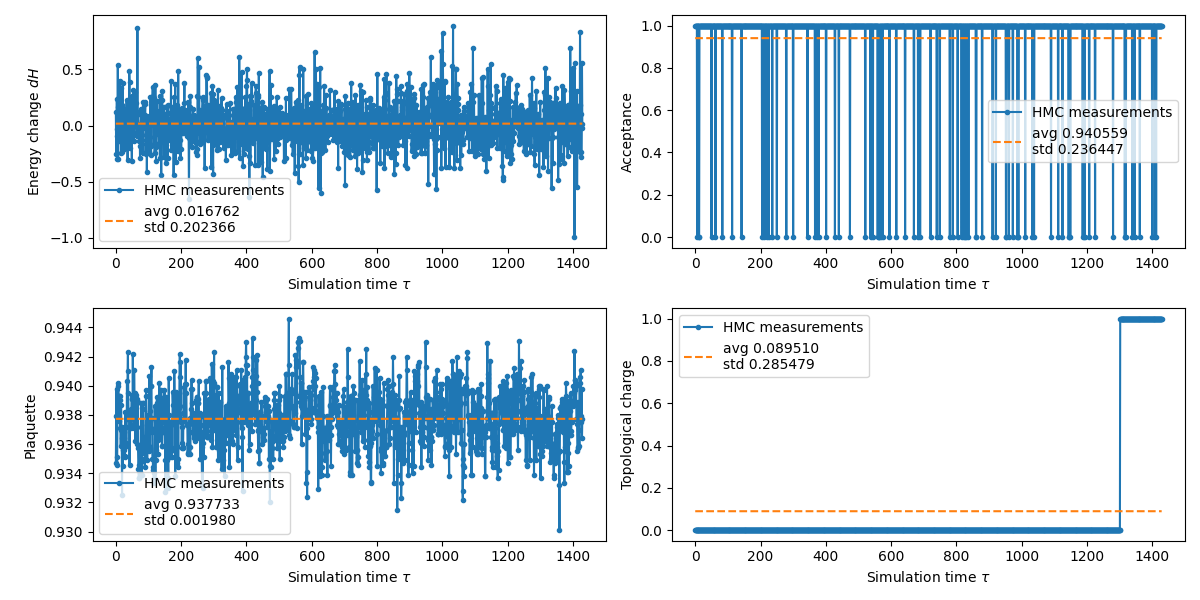 Energy change dH
0.5
0.0
−0.5
−1.0
HMC measurements
avg 0.016762
std 0.202366
0 200 400 600 800 1000 1200 1400
Simulation time τ
Acceptance
1.0
0.8
0.6
0.4
0.2
0.0
HMC measurements
avg 0.940559
std 0.236447
0 200 400 600 800 1000 1200 1400
Simulation time τ
Plaquette
0.944
0.942
0.940
0.938
0.936
0.934
0.932
0.930
HMC measurements
avg 0.937733
std 0.001980
0 200 400 600 800 1000 1200 1400
Simulation time τ
Topological charge
1.0
0.8
0.6
0.4
0.2
0.0
HMC measurements
avg 0.089510
std 0.285479
0 200 400 600 800 1000 1200 1400
Simulation time τ